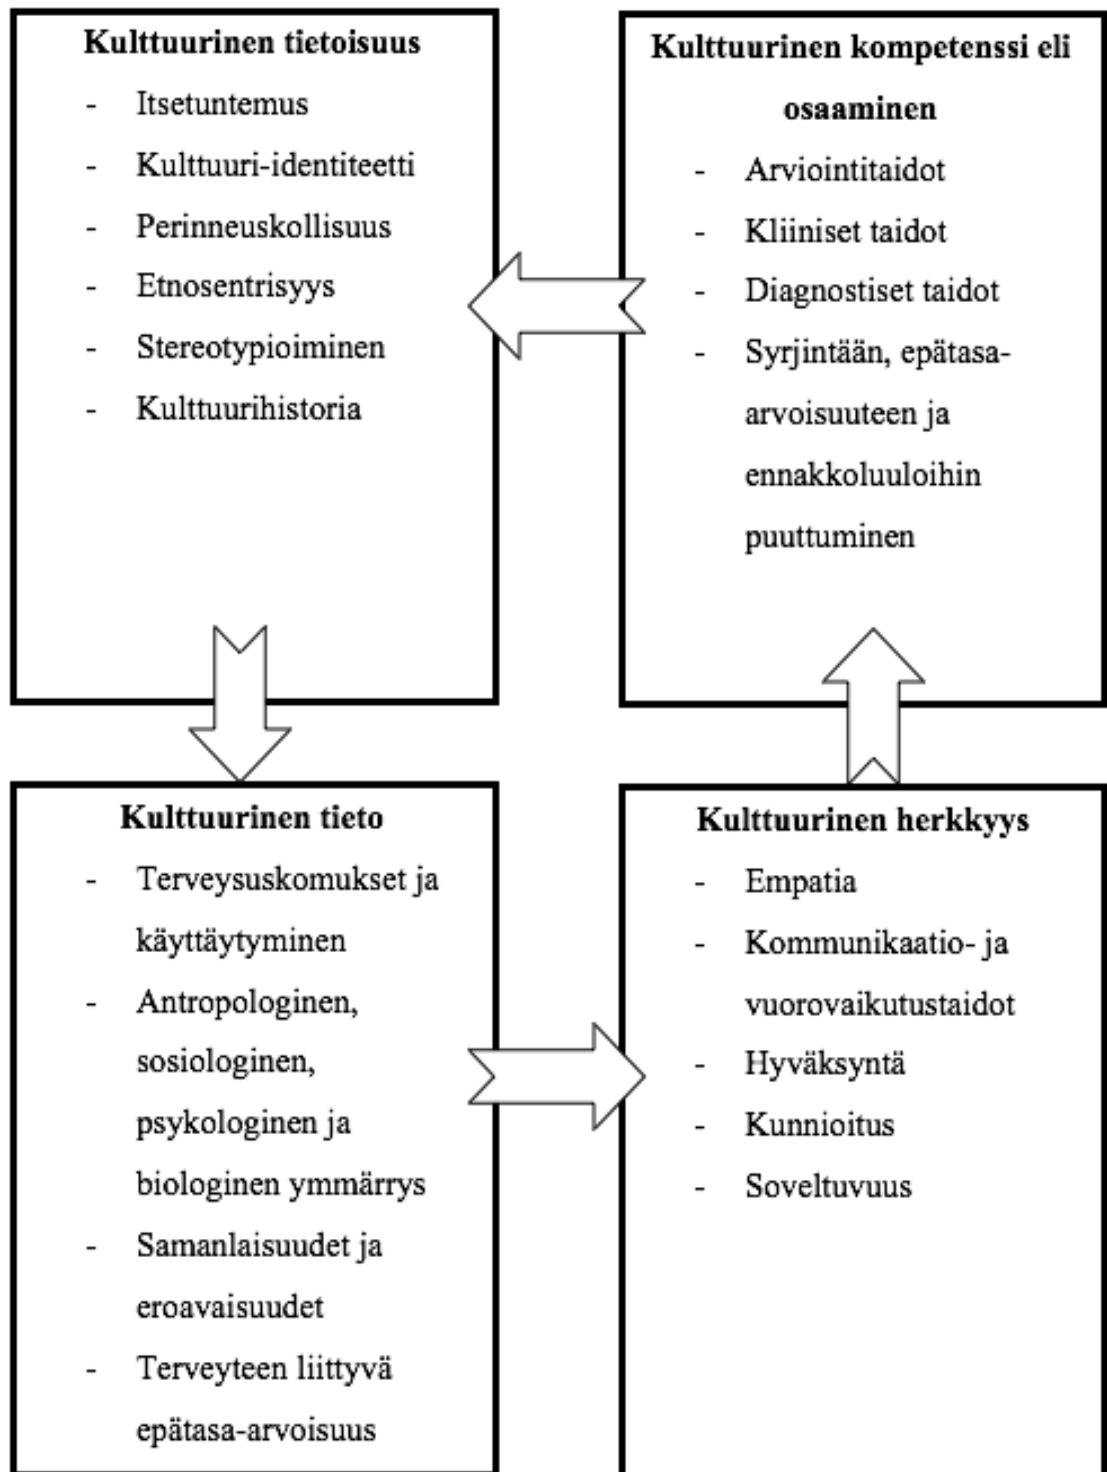 Kulttuurinen tietoisuus
- Itsetuntemus
- Kulttuuri-identiteetti
- Perinneuskollisuus
- Etnosentrisyys
- Stereotypioiminen
- Kulttuurihistoria
Kulttuurinen kompetenssi eli
osaaminen
- Arviointitaidot
- Kliiniset taidot
- Diagnostiset taidot
- Syrjintään, epätasa-
arvoisuuteen ja
ennakkoluuloihin
puuttuminen
Kulttuurinen tieto
- Terveysuskomukset ja
käyttäytyminen
- Antropologinen,
sosiologinen,
psykologinen ja
biologinen ymmärrys
- Samanlaisuudet ja
eroavaisuudet
- Terveyteen liittyvä
epätasa-arvoisuus
Kulttuurinen herkkyys
- Empatia
- Kommunikaatio- ja
vuorovaikutustaidot
- Hyväksyntä
- Kunnioitus
- Soveltuvuus